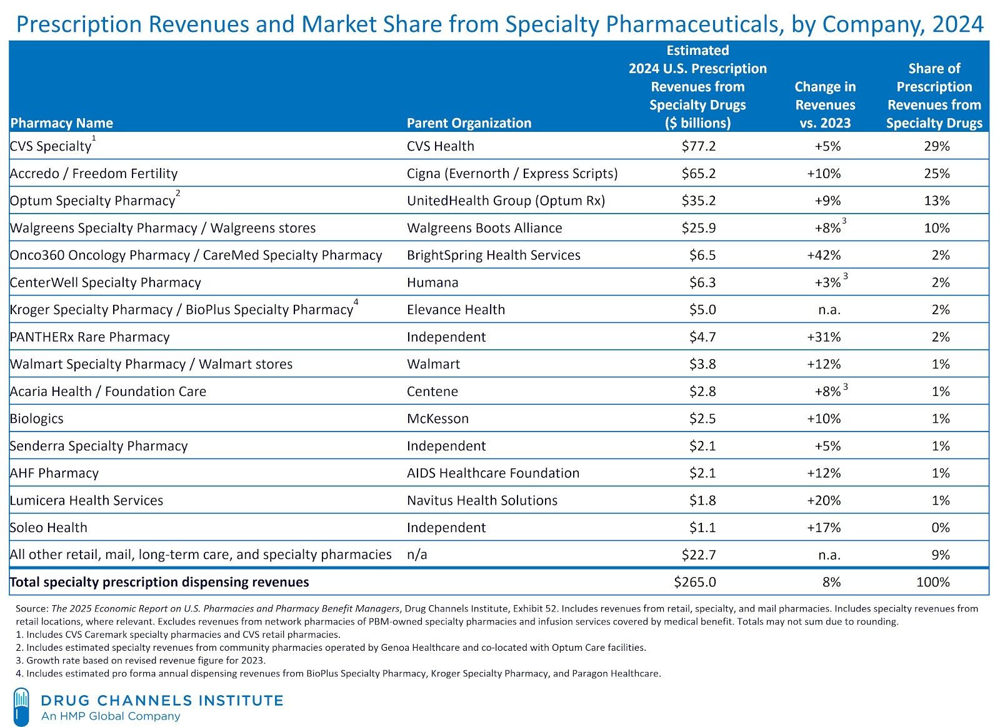 Prescription Revenues and Market Share from Specialty Pharmaceuticals, by Company, 2024
Pharmacy Name Parent Organization Estimated 2024 U.S. Prescription Revenues from Specialty Drugs ($ billions) Change in Revenues vs. 2023 Share of Prescription Revenues from Specialty Drugs
CVS Specialty1 CVS Health $77.2 +5% 29%
Accredo / Freedom Fertility Cigna (Evernorth / Express Scripts) $65.2 +10% 25%
Optum Specialty Pharmacy2 UnitedHealth Group (Optum Rx) $35.2 +9% 13%
Walgreens Specialty Pharmacy / Walgreens stores Walgreens Boots Alliance $25.9 +8%3 10%
Onco360 Oncology Pharmacy / CareMed Specialty Pharmacy BrightSpring Health Services $6.5 +42% 2%
CenterWell Specialty Pharmacy Humana $6.3 +3%3 2%
Kroger Specialty Pharmacy / BioPlus Specialty Pharmacy4 Elevance Health $5.0 n.a. 2%
PANTHERx Rare Pharmacy Independent $4.7 +31% 2%
Walmart Specialty Pharmacy / Walmart stores Walmart $3.8 +12% 1%
Acaria Health / Foundation Care Centene $2.8 +8%3 1%
Biologics McKesson $2.5 +10% 1%
Senderra Specialty Pharmacy Independent $2.1 +5% 1%
AHF Pharmacy AIDS Healthcare Foundation $2.1 +12% 1%
Lumicera Health Services Navitus Health Solutions $1.8 +20% 1%
Soleo Health Independent $1.1 +17% 0%
All other retail, mail, long-term care, and specialty pharmacies n/a $22.7 n.a. 9%
Total specialty prescription dispensing revenues $265.0 8% 100%
Source: The 2025 Economic Report on U.S. Pharmacies and Pharmacy Benefit Managers, Drug Channels Institute, Exhibit 52. Includes revenues from retail, specialty, and mail pharmacies. Includes specialty revenues from
retail locations, where relevant. Excludes revenues from network pharmacies of PBM-owned specialty pharmacies and infusion services covered by medical benefit. Totals may not sum due to rounding.
1. Includes CVS Caremark specialty pharmacies and CVS retail pharmacies.
2. Includes estimated specialty revenues from community pharmacies operated by Genoa Healthcare and co-located with Optum Care facilities.
3. Growth rate based on revised revenue figure for 2023.
4. Includes estimated pro forma annual dispensing revenues from BioPlus Specialty Pharmacy, Kroger Specialty Pharmacy, and Paragon Healthcare.
DRUG CHANNELS INSTITUTE
An HMP Global Company